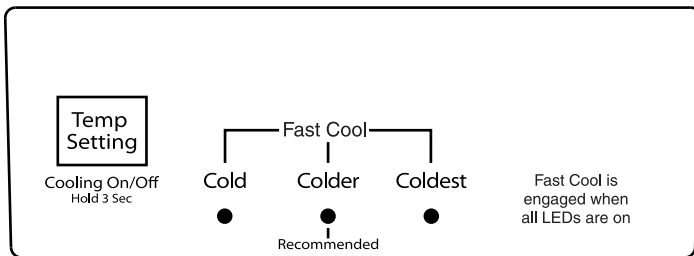 Temp
Setting
Cooling On/Off
Hold 3 Sec
Fast Cool
Cold Colder Coldest
Recommended
Fast Cool is
engaged when
all LEDs are on